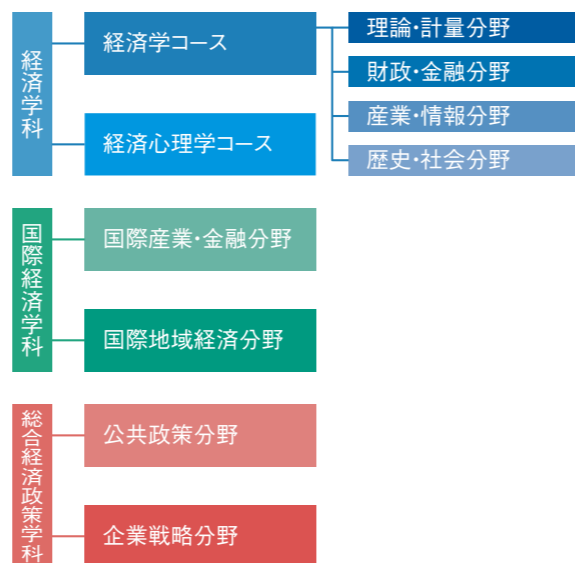 経済学科
経済学コース
理論・計量分野
財政・金融分野
産業・情報分野
歴史・社会分野
経済心理学コース
国際経済学科
国際産業・金融分野
国際地域経済分野
総合経済政策学科
公共政策分野
企業戦略分野